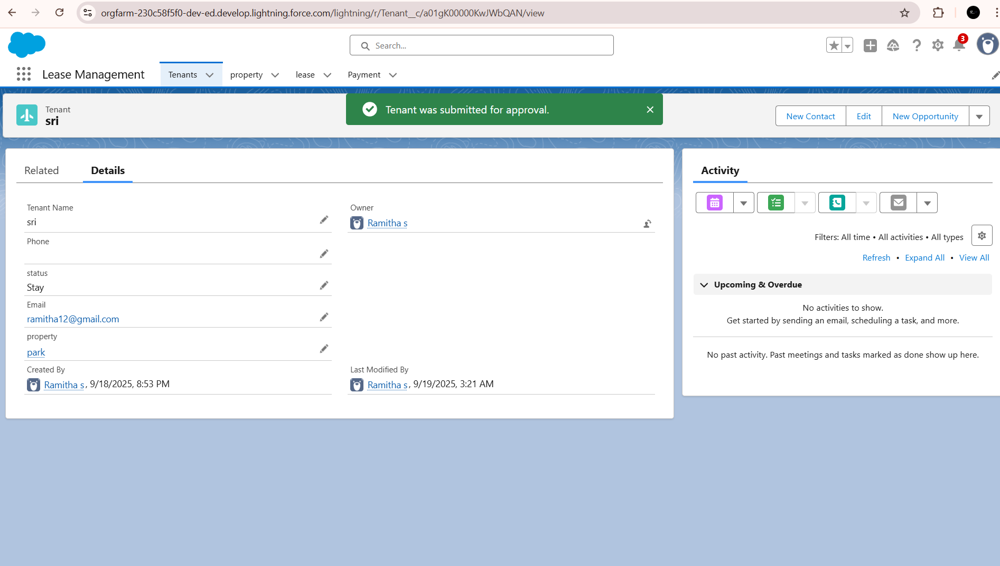 orgfarm-230c58f5f0-dev-ed.develop.lightning.force.com/lightning/r/Tenant__c/a01gK00000KwJWbQAN/view
Search...
3
Lease Management
Tenants
property
lease
Payment
Tenant
sri
Tenant was submitted for approval.
New Contact
Edit
New Opportunity
Related
Details
Tenant Name
sri
Phone
status
Stay
Email
ramitha12@gmail.com
property
park
Created By
Ramitha s, 9/18/2025, 8:53 PM
Owner
Ramitha s
Last Modified By
Ramitha s, 9/19/2025, 3:21 AM
Activity
Filters: All time • All activities • All types
Refresh • Expand All • View All
Upcoming & Overdue
No activities to show.
Get started by sending an email, scheduling a task, and more.
No past activity. Past meetings and tasks marked as done show up here.